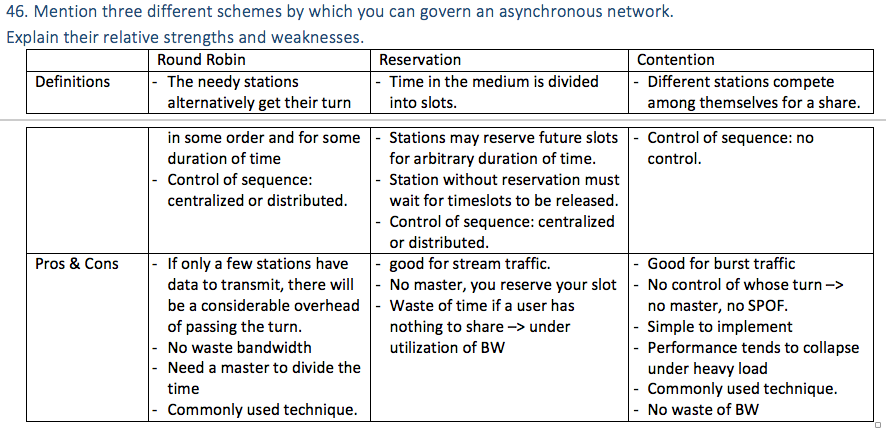 46. Mention three different schemes by which you can govern an asynchronous network.
Explain their relative strengths and weaknesses.
Round Robin
Reservation
Contention
Definitions
- The needy stations
alternatively get their turn
- Time in the medium is divided
into slots.
- Different stations compete
among themselves for a share.
in some order and for some
duration of time
- Control of sequence:
centralized or distributed.
- Stations may reserve future slots
for arbitrary duration of time.
- Station without reservation must
wait for timeslots to be released.
- Control of sequence: centralized
or distributed.
- Control of sequence: no
control.
Pros & Cons
- If only a few stations have
data to transmit, there will
be a considerable overhead
of passing the turn.
- No waste bandwidth
- Need a master to divide the
time
- Commonly used technique.
- good for stream traffic.
- No master, you reserve your slot
- Waste of time if a user has
nothing to share –> under
utilization of BW
- Good for burst traffic
- No control of whose turn –>
no master, no SPOF.
- Simple to implement
- Performance tends to collapse
under heavy load
- Commonly used technique.
- No waste of BW